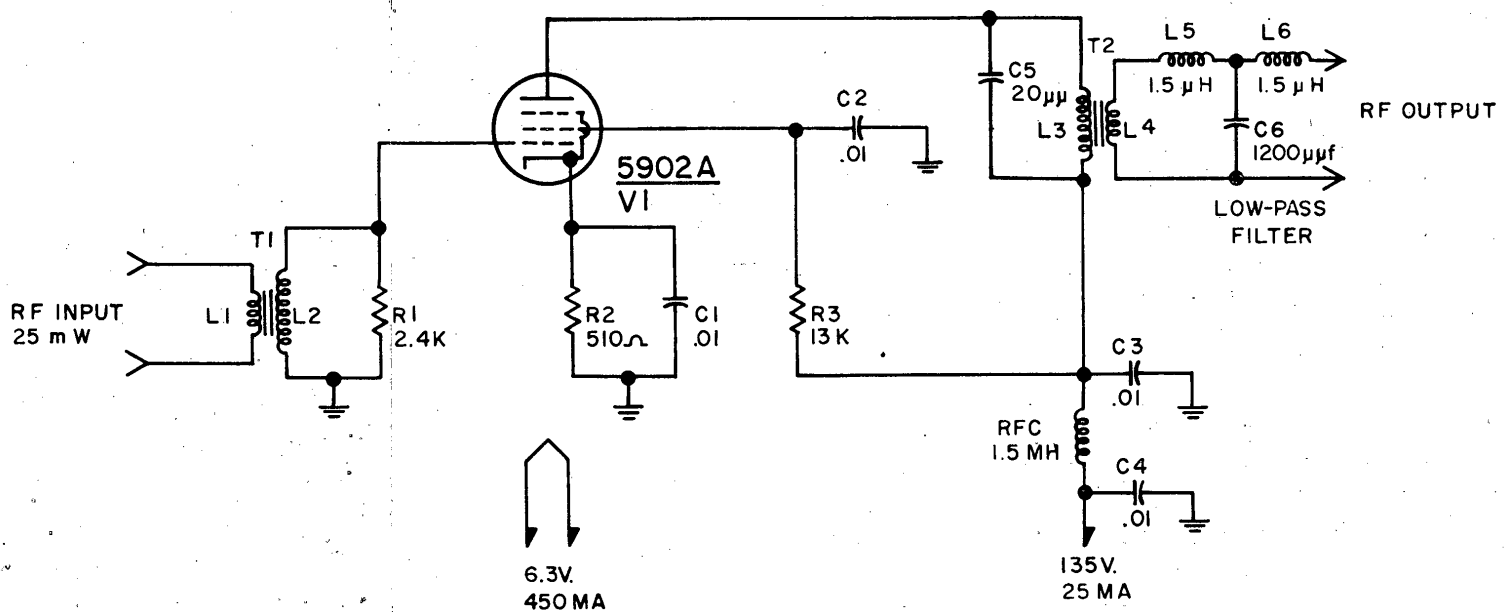 RF INPUT
25 mW
T1
L1
L2
R1
2.4K
5902A
V1
R2
510Ω
C1
.01
6.3V.
450 MA
C2
.01
R3
13K
C5
20μμ
T2
L3
L4
L5
1.5 μH
L6
1.5 μH
C6
1200μμf
RF OUTPUT
LOW-PASS
FILTER
C3
.01
RFC
1.5 MH
C4
.01
135V.
25 MA